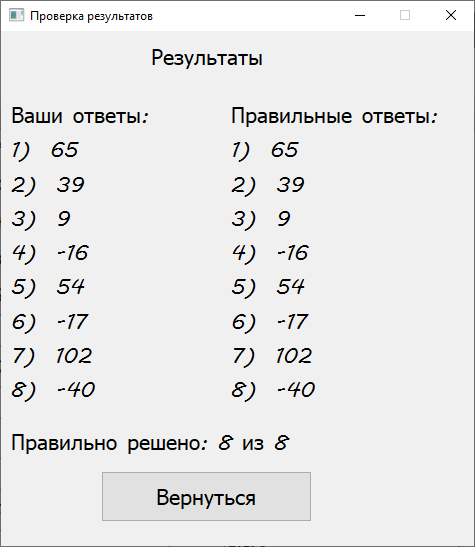 Проверка результатов
Результаты
Ваши ответы: Правильные ответы:
1) 65 1) 65
2) 39 2) 39
3) 9 3) 9
4) -16 4) -16
5) 54 5) 54
6) -17 6) -17
7) 102 7) 102
8) -40 8) -40
Правильно решено: 8 из 8
Вернуться